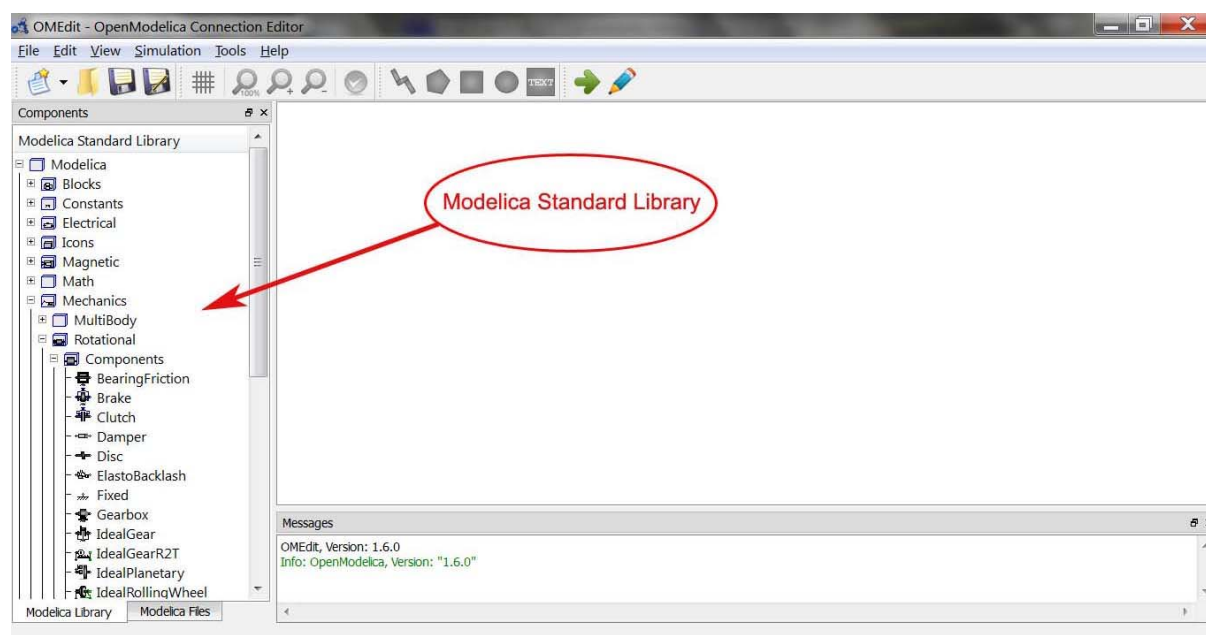 OMEdit - OpenModelica Connection Editor
File Edit View Simulation Tools Help
100%
TEXT
Components
Modelica Standard Library
Modelica
Blocks
Constants
Electrical
Icons
Magnetic
Math
Mechanics
MultiBody
Rotational
Components
BearingFriction
Brake
Clutch
Damper
Disc
ElastoBacklash
Fixed
Gearbox
IdealGear
IdealGearR2T
IdealPlanetary
IdealRollingWheel
Modelica Library Modelica Files
Modelica Standard Library
Messages
OMEdit, Version: 1.6.0
Info: OpenModelica, Version: "1.6.0"